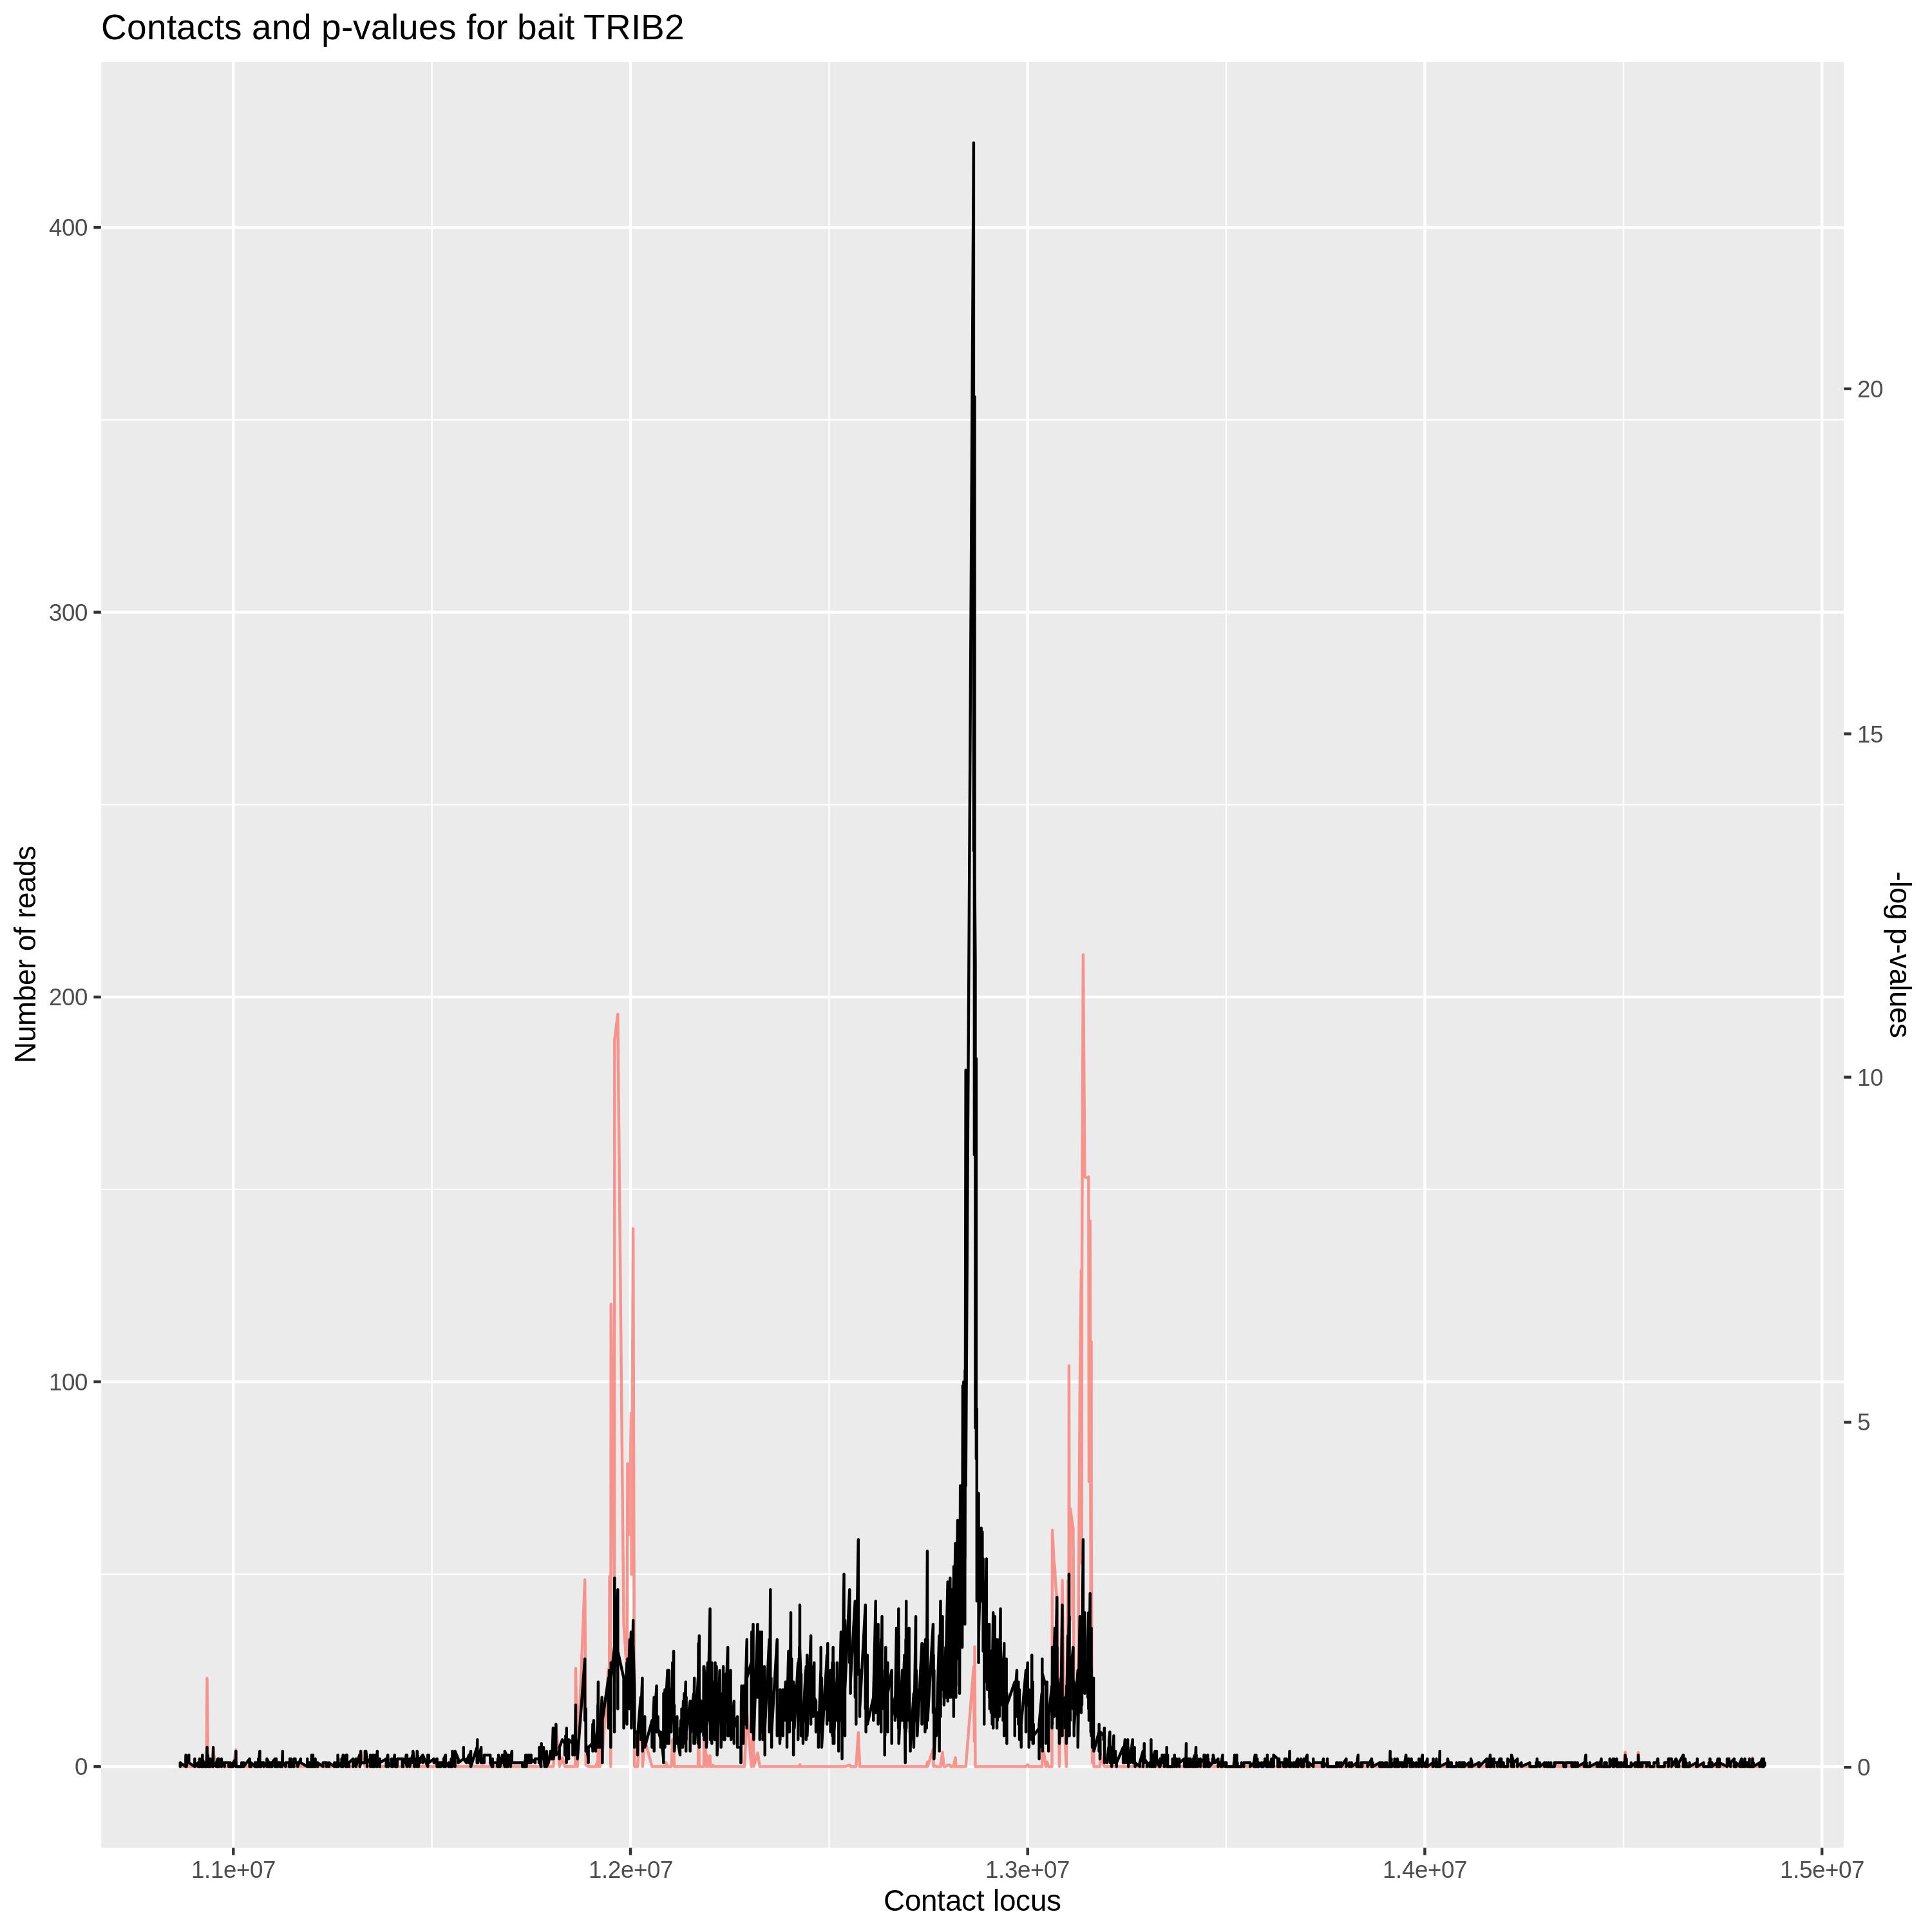 Contacts and p-values for bait TRIB2
400
300
200
100
0
Number of reads
20
15
10
5
0
-log p-values
1.1e+07
1.2e+07
1.3e+07
1.4e+07
1.5e+07
Contact locus